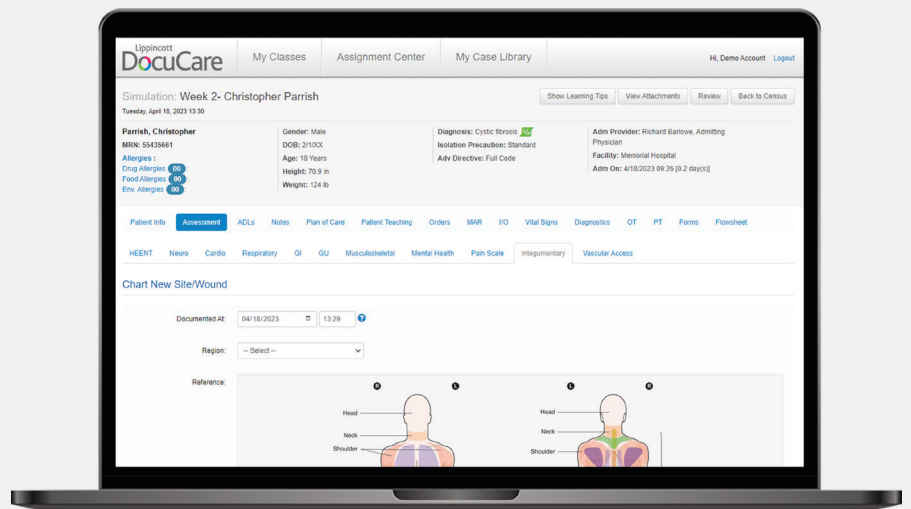 Lippincott
DocuCare
My Classes Assignment Center My Case Library
Hi, Demo Account Logout
Simulation: Week 2- Christopher Parrish
Tuesday, April 18, 2023 13:30
Show Learning Tips View Attachments Review Back to Census
Parrish, Christopher
MRN: 55435661
Allergies :
Drug Allergies 00 :
Food Allergies 00 :
Env. Allergies 00 :
Gender: Male
DOB: 2/10XX
Age: 18 Years
Height: 70.9 in
Weight: 124 lb
Diagnosis: Cystic fibrosis
Isolation Precaution: Standard
Adv Directive: Full Code
Adm Provider: Richard Barlowe, Admitting
Physician
Facility: Memorial Hospital
Adm On: 4/18/2023 09:26 [0.2 day(s)]
Patient Info Assessment ADLs Notes Plan of Care Patient Teaching Orders MAR I/O Vital Signs Diagnostics OT PT Forms Flowsheet
HEENT Neuro Cardio Respiratory GI GU Musculoskeletal Mental Health Pain Scale Integumentary Vascular Access
Chart New Site/Wound
Documented At: 04/18/2023 13:29 ?
Region: -- Select --
Reference:
R L L R
Head Head
Neck Neck
Shoulder Shoulder